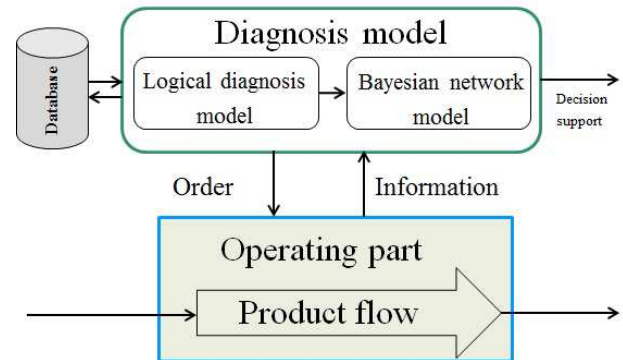 Diagnosis model
Database
Logical diagnosis
model
Bayesian network
model
Decision
support
Order
Information
Operating part
Product flow